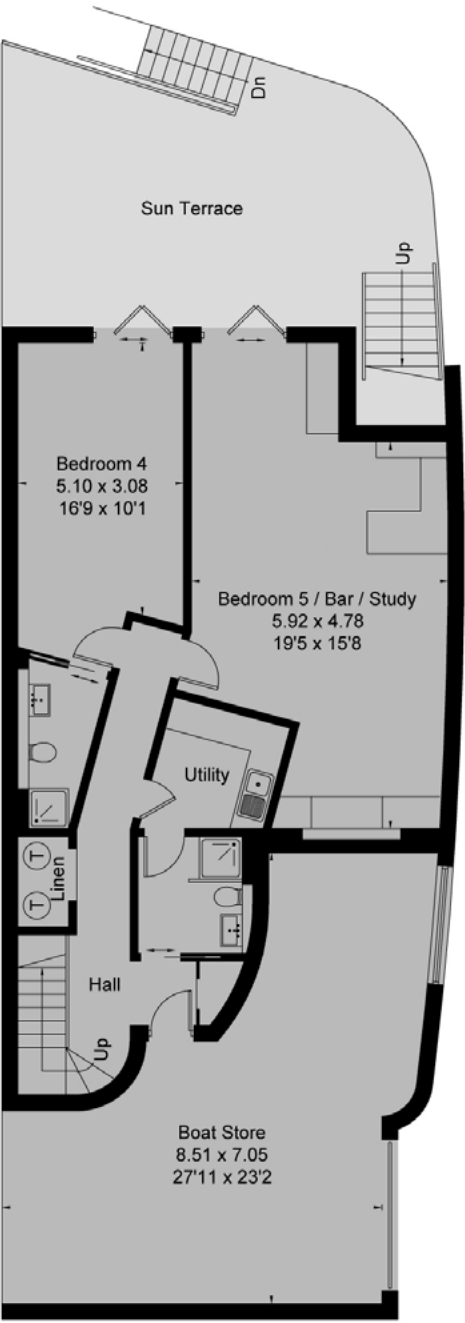 Dn
Sun Terrace
Up
Bedroom 4
5.10 x 3.08
16'9 x 10'1
Bedroom 5 / Bar / Study
5.92 x 4.78
19'5 x 15'8
Utility
T
T
Linen
Hall
Up
Boat Store
8.51 x 7.05
27'11 x 23'2